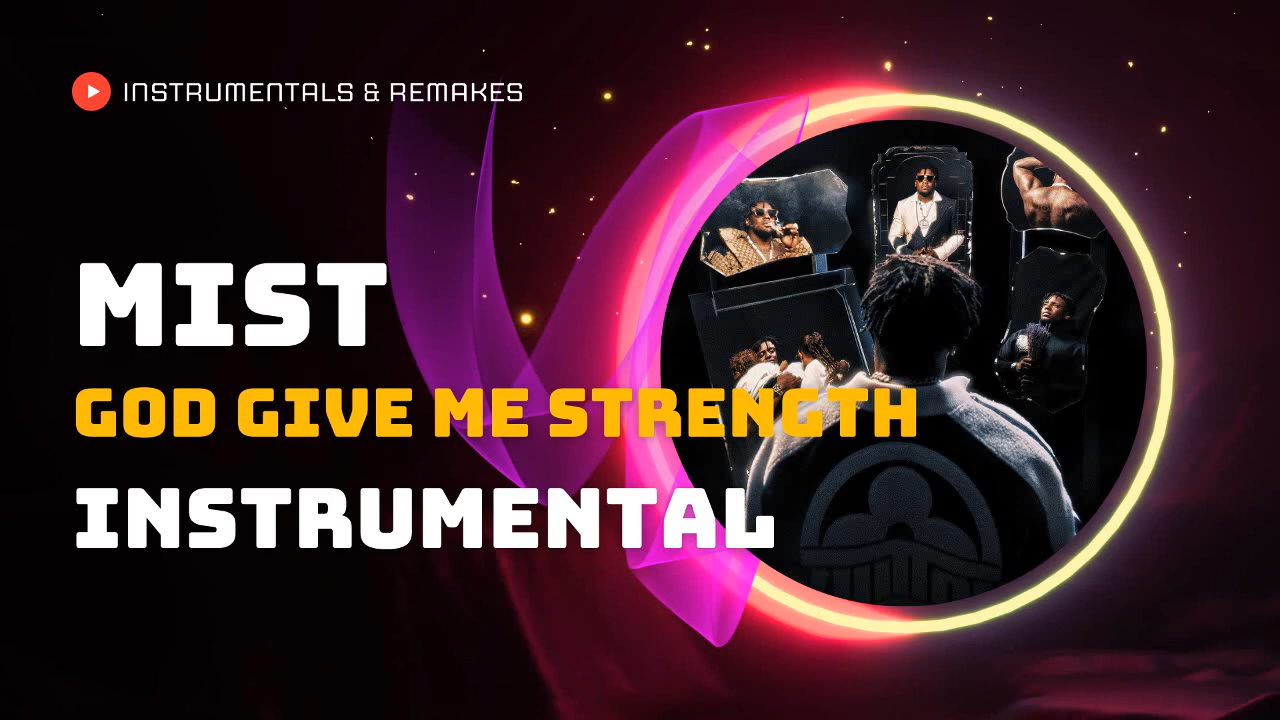 INSTRUMENTALS & REMAKES
MIST
GOD GIVE ME STRENGTH
INSTRUMENTAL